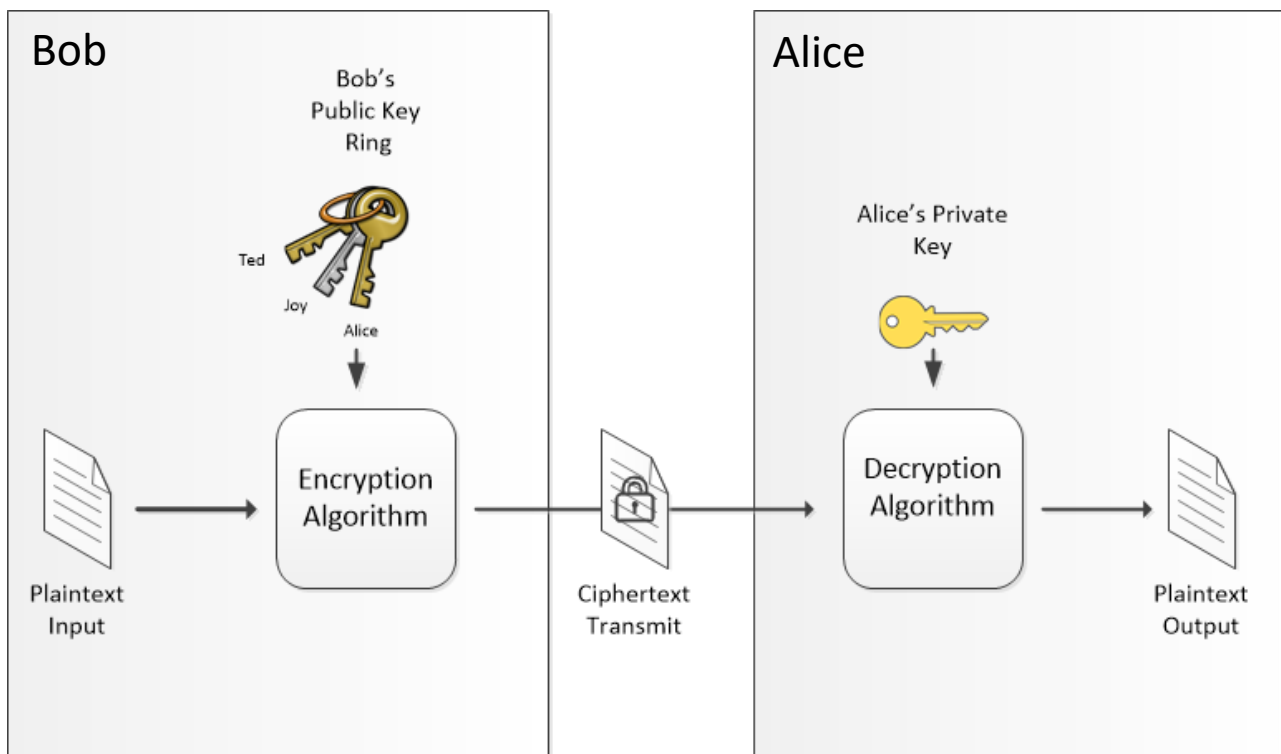 Bob
Bob's
Public Key
Ring
Ted
Joy
Alice
Encryption
Algorithm
Plaintext
Input
Ciphertext
Transmit
Alice
Alice's Private
Key
Decryption
Algorithm
Plaintext
Output